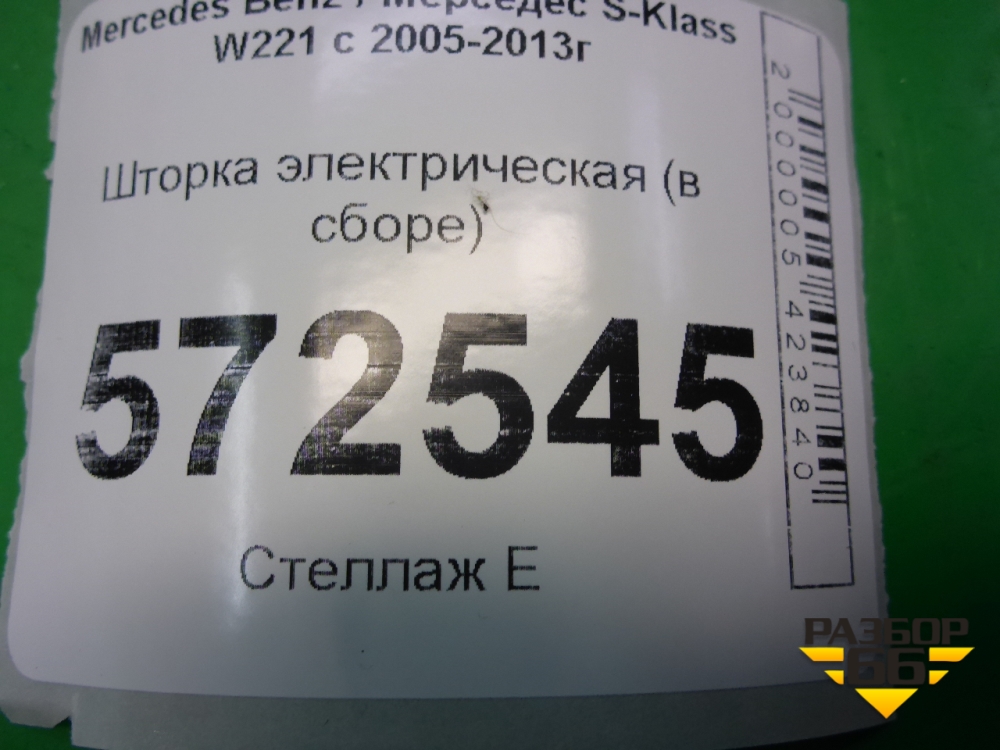 Mercedes Benz / Мерседес S-Klass
W221 с 2005-2013г
Шторка электрическая (в
сборе)
572545
Стеллаж Е
2000005423840
РАЗБОР
66